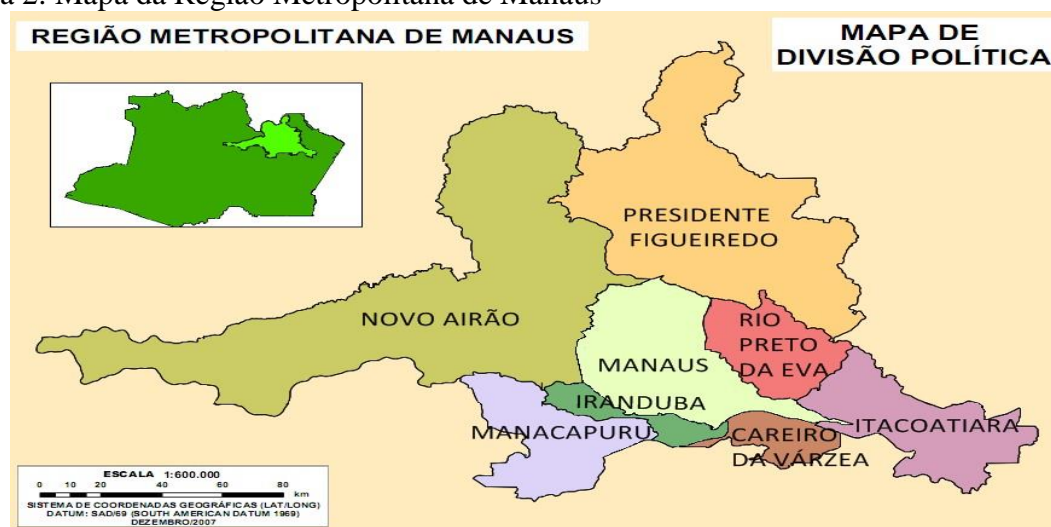 a 2: Mapa da Região Metropolitana de Manaus
REGIÃO METROPOLITANA DE MANAUS
MAPA DE
DIVISÃO POLÍTICA
PRESIDENTE
FIGUEIREDO
NOVO AIRÃO
RIO
PRETO
DA EVA
MANAUS
IRANDUBA
MANACAPURU
CAREIRO
DA VÁRZEA
ITACOATIARA
ESCALA 1:600.000
0 10 20 40 60 80
km
SISTEMA DE COORDENADAS GEOGRÁFICAS (LAT/LONG)
DATUM: SAD/69 (SOUTH AMERICAN DATUM 1969)
DEZEMBRO/2007